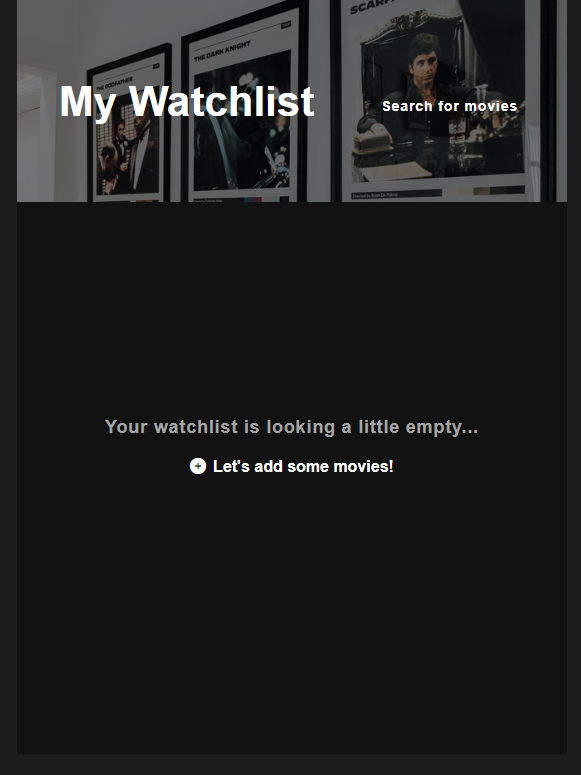 SCARF
THE DARK KNIGHT
THE GODFATHER
My Watchlist
Search for movies
Your watchlist is looking a little empty...
Let's add some movies!